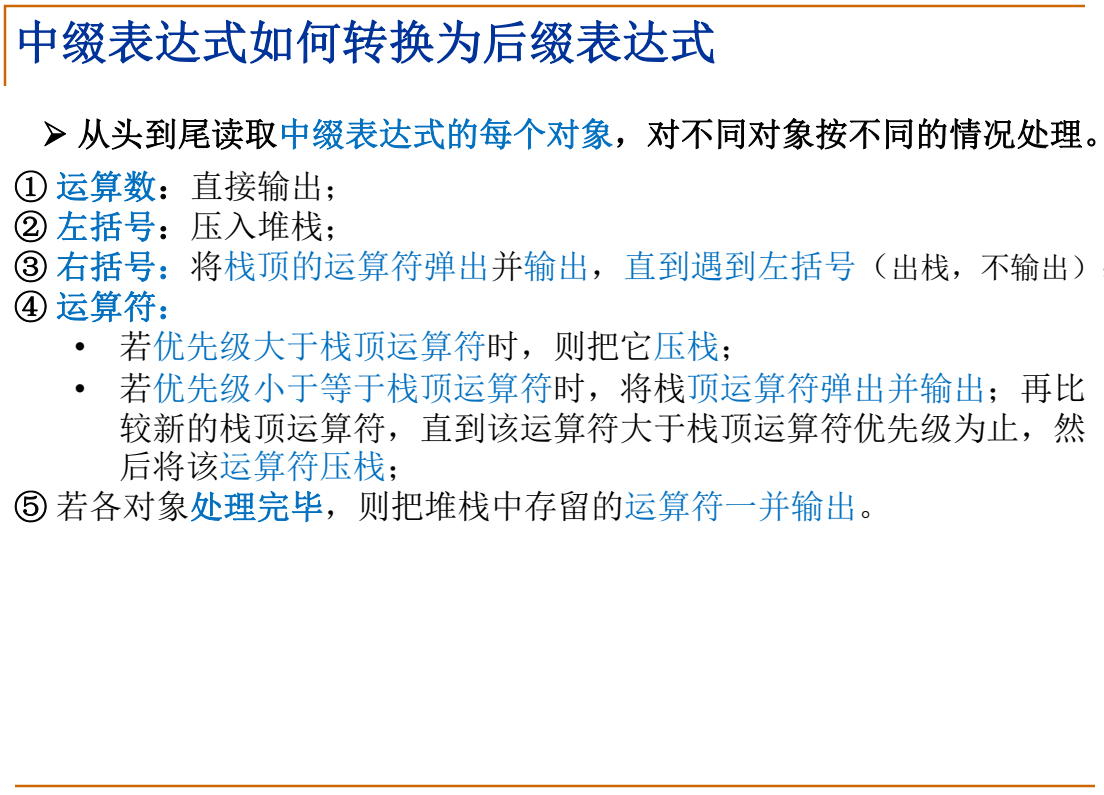 中缀表达式如何转换为后缀表达式
➢ 从头到尾读取中缀表达式的每个对象，对不同对象按不同的情况处理。
① 运算数：直接输出；
② 左括号：压入堆栈；
③ 右括号：将栈顶的运算符弹出并输出，直到遇到左括号（出栈，不输出）
④ 运算符：
• 若优先级大于栈顶运算符时，则把它压栈；
• 若优先级小于等于栈顶运算符时，将栈顶运算符弹出并输出；再比
较新的栈顶运算符，直到该运算符大于栈顶运算符优先级为止，然
后将该运算符压栈；
⑤ 若各对象处理完毕，则把堆栈中存留的运算符一并输出。